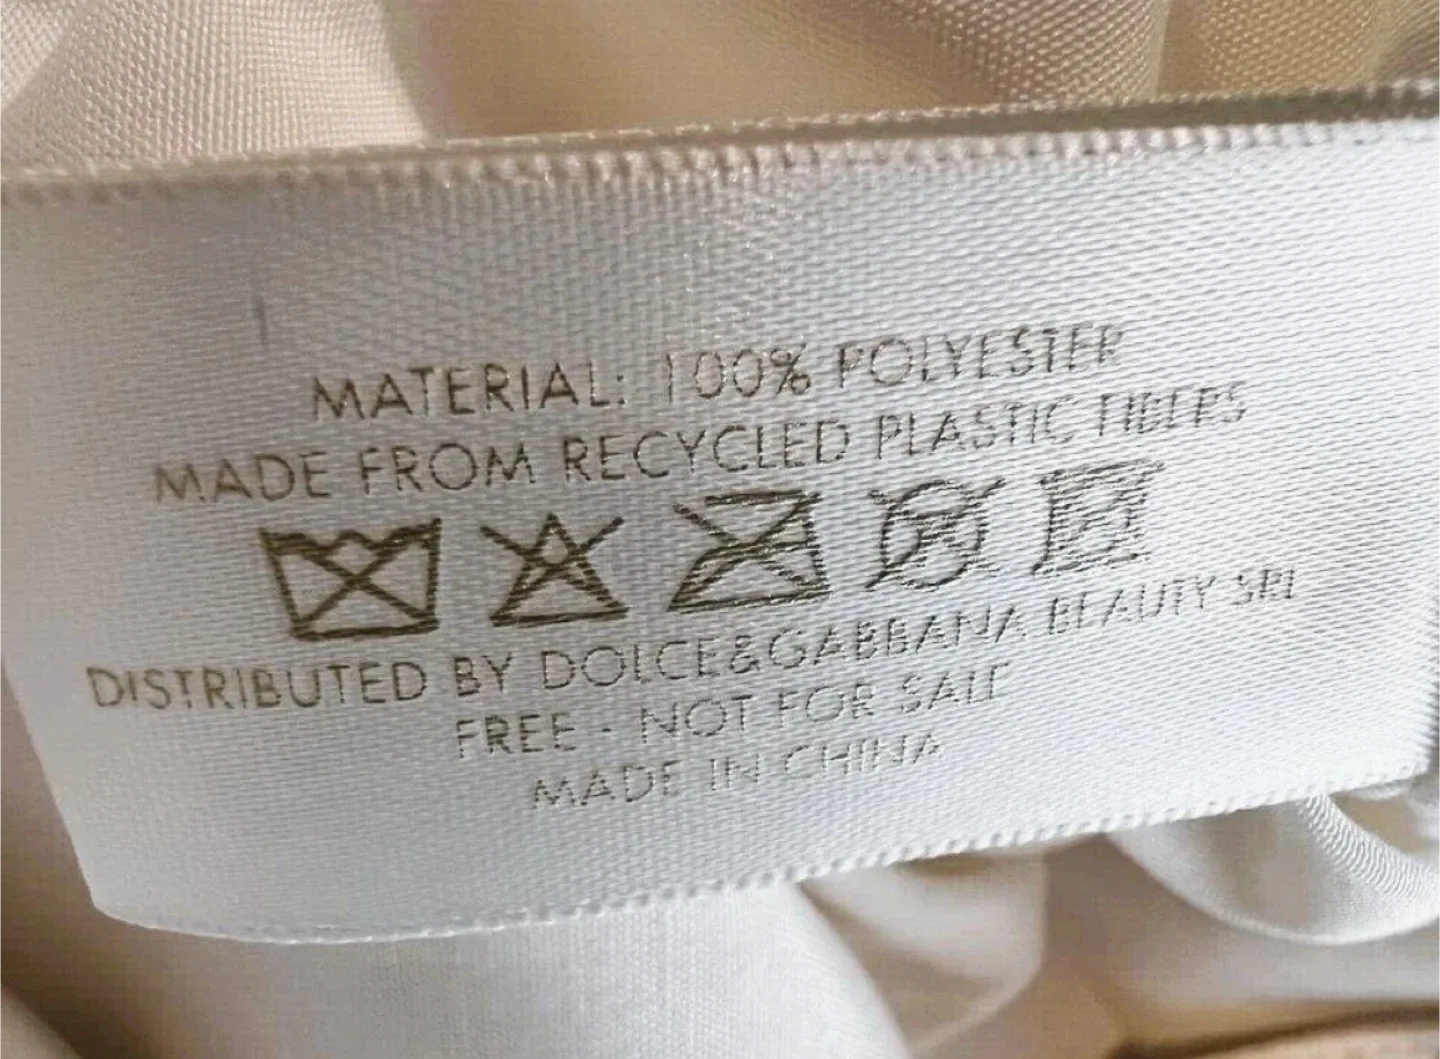 MATERIAL: 100% POLYESTER
MADE FROM RECYCLED PLASTIC FIBERS
DISTRIBUTED BY DOLCE&GABBANA BEAUTY SRL
FREE - NOT FOR SALE
MADE IN CHINA